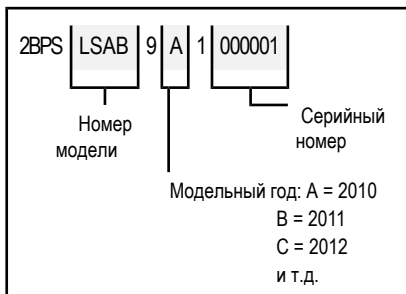 2BPS LSAB 9 A 1 000001
Номер модели
Серийный номер
Модельный год: A = 2010
B = 2011
C = 2012
и т.д.